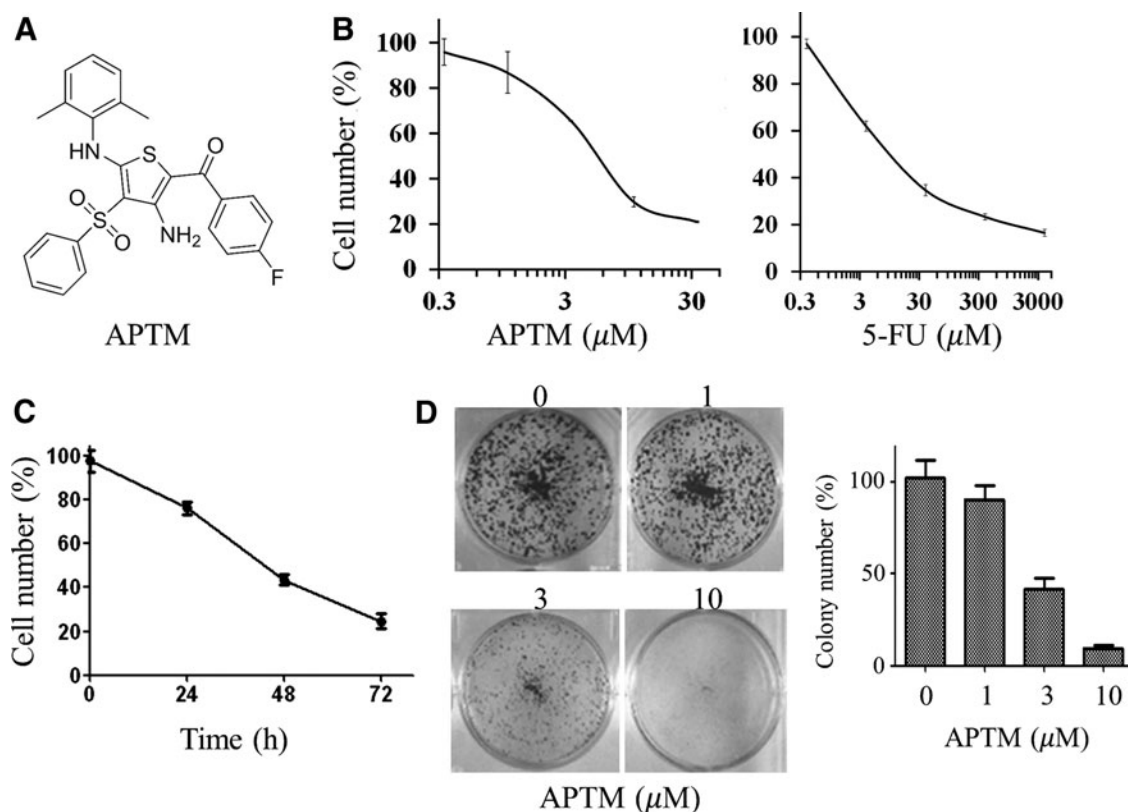 A
HN
S
O
O
S
O
NH2
F
APTM
B
Cell number (%)
100
80
60
40
20
0
0.3
3
30
APTM (μM)
100
80
60
40
20
0
0.3
3
30
300
3000
5-FU (μM)
C
Cell number (%)
100
80
60
40
20
0
0
24
48
72
Time (h)
D
0
1
3
10
APTM (μM)
Colony number (%)
100
50
0
0
1
3
10
APTM (μM)